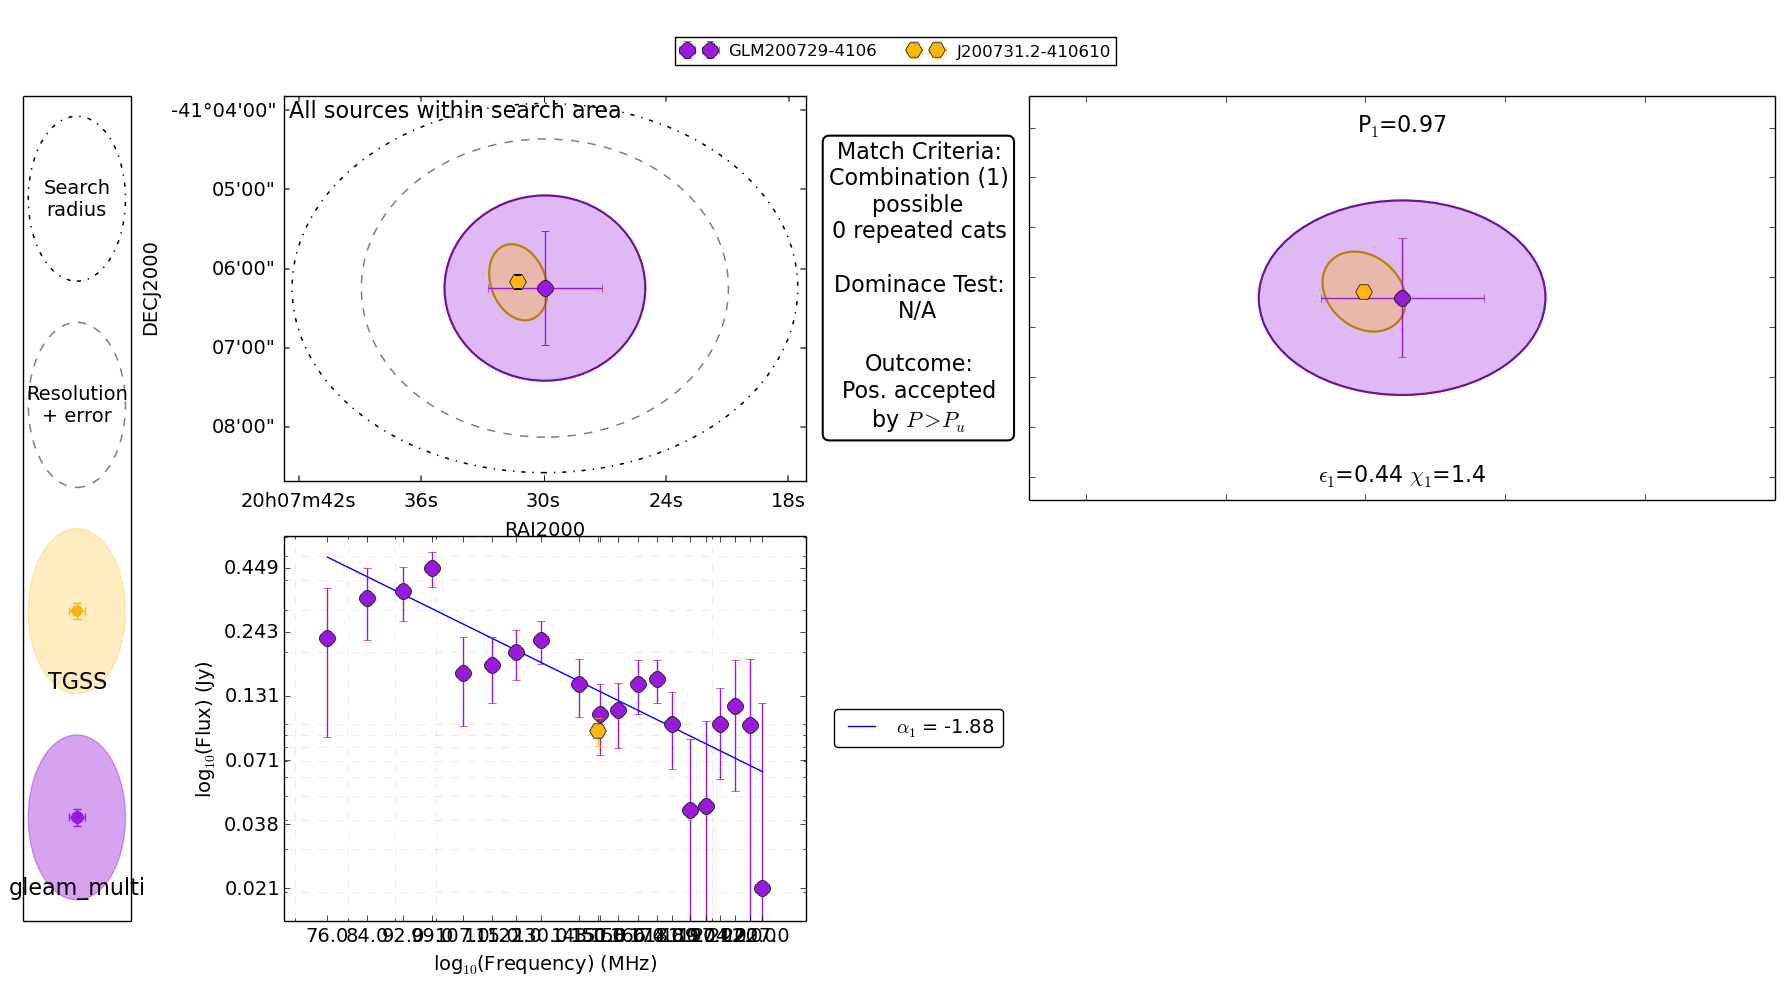 GLM200729-4106 J200731.2-410610
Search
radius
Resolution
+ error
TGSS
gleam_multi
All sources within search area
DECJ2000
-41°04'00"
05'00"
06'00"
07'00"
08'00"
20h07m42s 36s 30s 24s 18s
RAJ2000
Match Criteria:
Combination (1)
possible
0 repeated cats
Dominace Test:
N/A
Outcome:
Pos. accepted
by P>Pu
P1=0.97
ϵ1=0.44 χ1=1.4
log10(Flux) (Jy)
0.449
0.243
0.131
0.071
0.038
0.021
76.0 84.0 92.0
log10(Frequency) (MHz)
α1 = -1.88